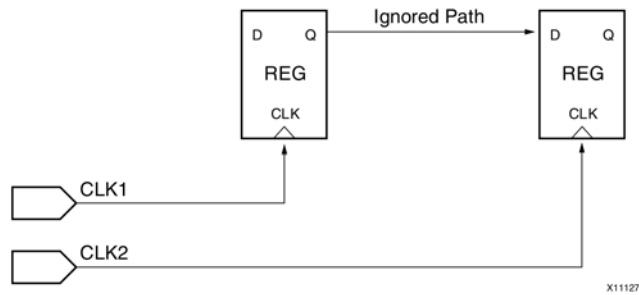 Ignored Path
D Q
REG
CLK
D Q
REG
CLK
CLK1
CLK2
X11127